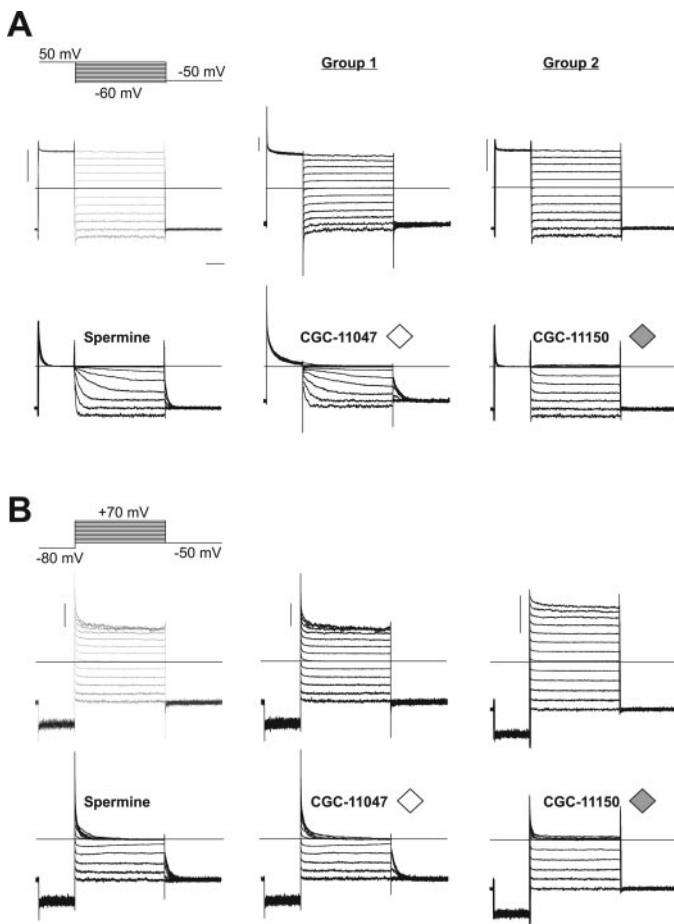 A
50 mV
-50 mV
-60 mV
Group 1
Group 2
Spermine
CGC-11047
CGC-11150
B
+70 mV
-80 mV
-50 mV
Spermine
CGC-11047
CGC-11150